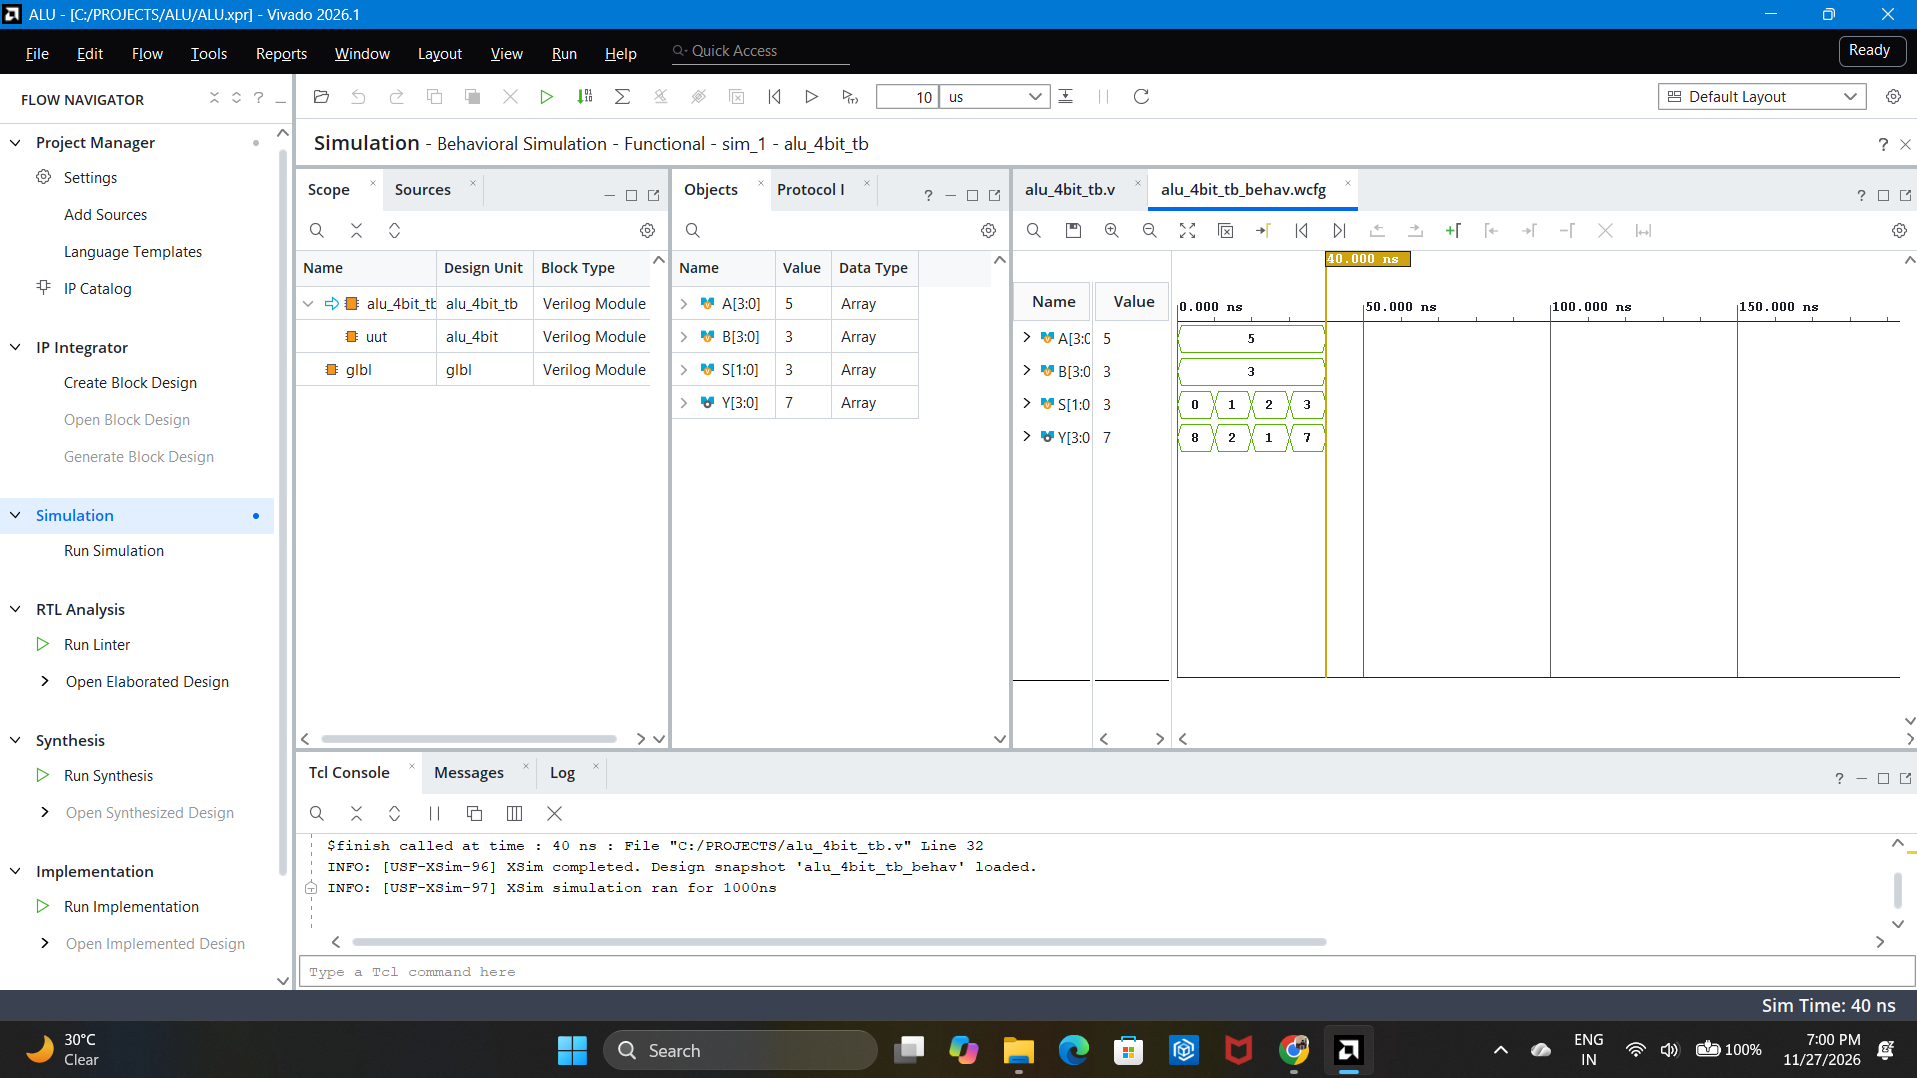 ALU - [C:/PROJECTS/ALU/ALU.xpr] - Vivado 2026.1
File Edit Flow Tools Reports Window Layout View Run Help Quick Access Ready
FLOW NAVIGATOR
Project Manager
Settings
Add Sources
Language Templates
IP Catalog
IP Integrator
Create Block Design
Open Block Design
Generate Block Design
Simulation
Run Simulation
RTL Analysis
Run Linter
Open Elaborated Design
Synthesis
Run Synthesis
Open Synthesized Design
Implementation
Run Implementation
Open Implemented Design
10 us Default Layout
Simulation - Behavioral Simulation - Functional - sim_1 - alu_4bit_tb
Scope Sources
Name Design Unit Block Type
alu_4bit_tb alu_4bit_tb Verilog Module
uut alu_4bit Verilog Module
glbl glbl Verilog Module
Objects Protocol I
Name Value Data Type
A[3:0] 5 Array
B[3:0] 3 Array
S[1:0] 3 Array
Y[3:0] 7 Array
alu_4bit_tb.v alu_4bit_tb_behav.wcfg
40.000 ns
Name Value 0.000 ns 50.000 ns 100.000 ns 150.000 ns
A[3:0 5 5
B[3:0 3 3
S[1:0 3 0 1 2 3
Y[3:0 7 8 2 1 7
Tcl Console Messages Log
$finish called at time : 40 ns : File "C:/PROJECTS/alu_4bit_tb.v" Line 32
INFO: [USF-XSim-96] XSim completed. Design snapshot 'alu_4bit_tb_behav' loaded.
INFO: [USF-XSim-97] XSim simulation ran for 1000ns
Type a Tcl command here
Sim Time: 40 ns
30°C
Clear
Search
ENG
IN
100%
7:00 PM
11/27/2026